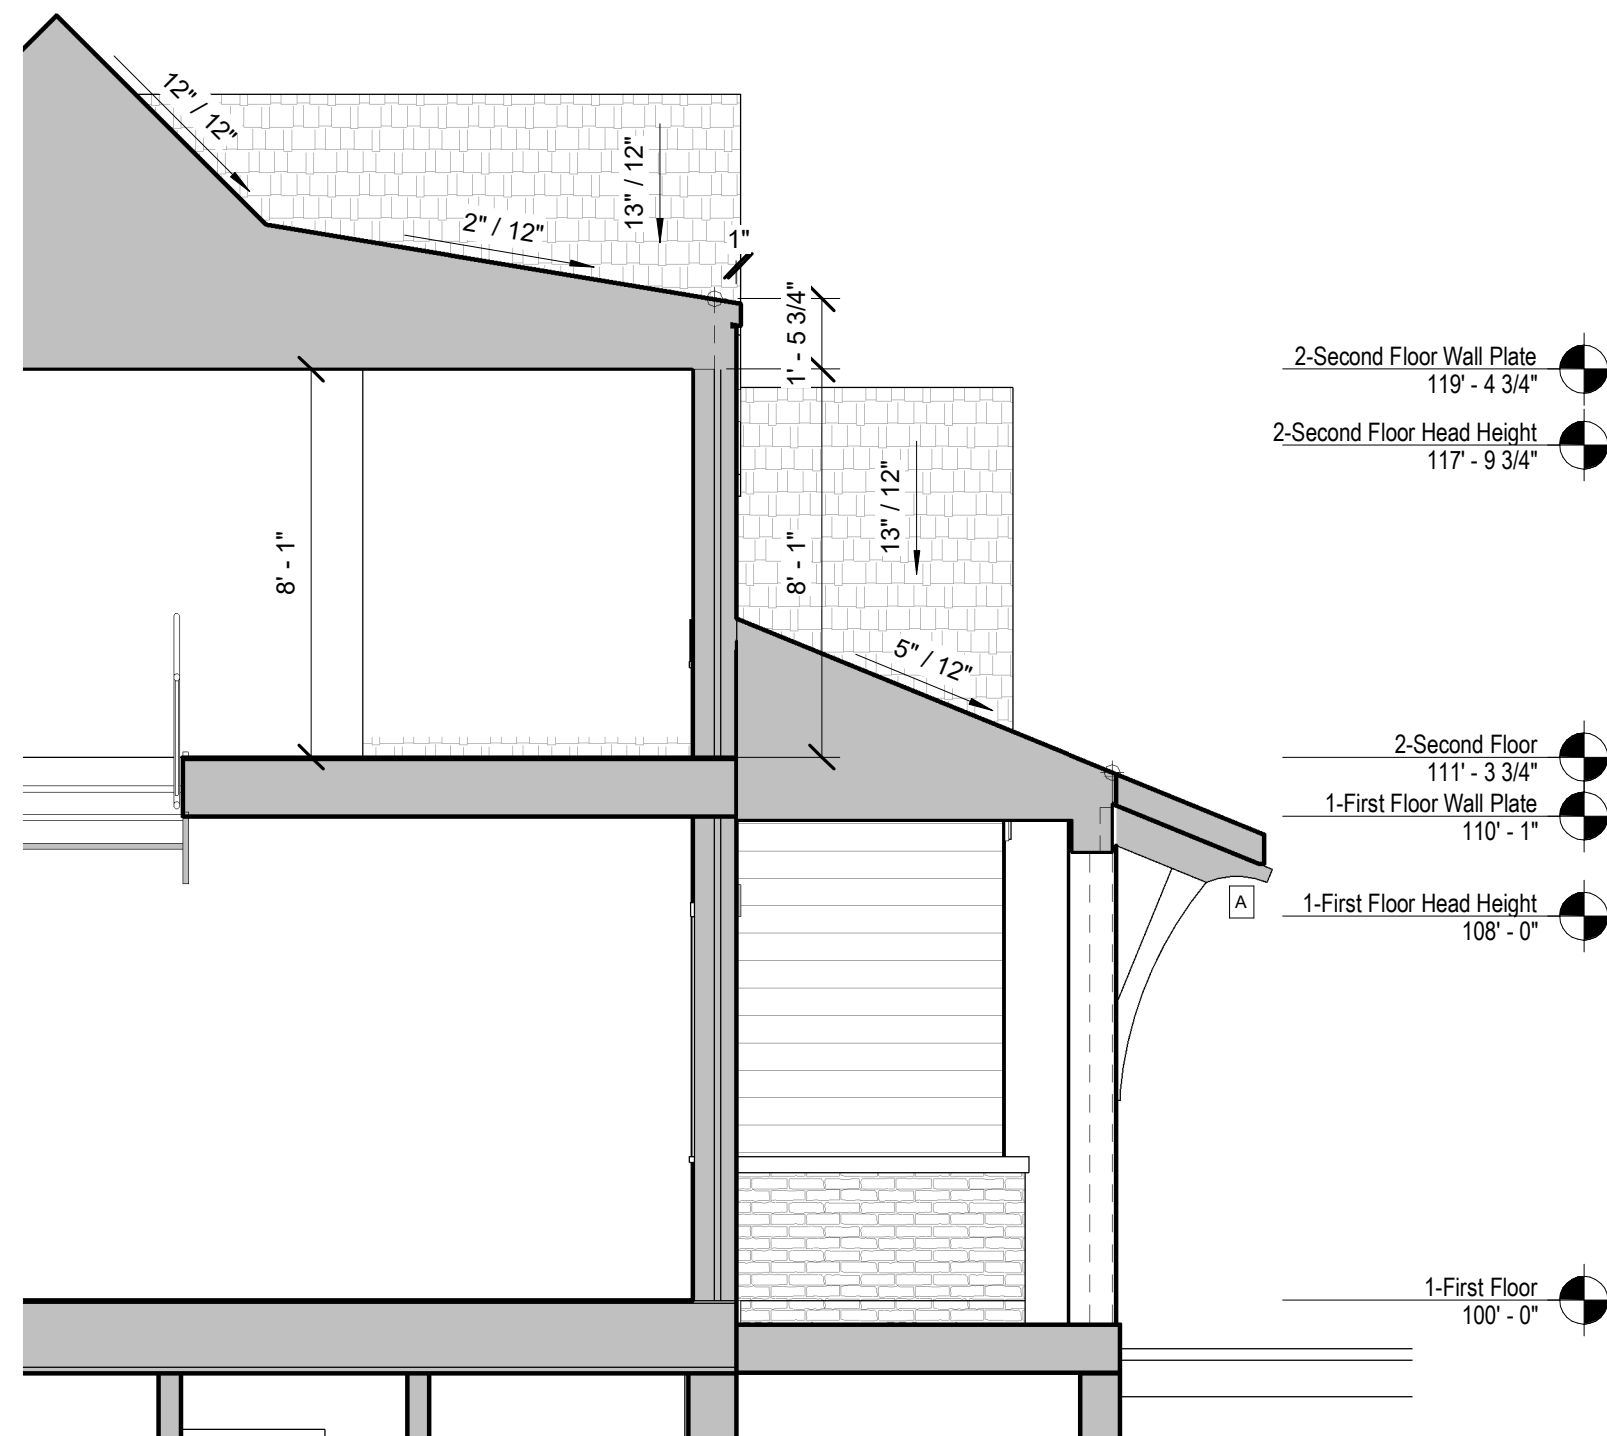 12" / 12"
2" / 12"
13" / 12"
1"
1' - 5 3/4"
2-Second Floor Wall Plate
119' - 4 3/4"
2-Second Floor Head Height
117' - 9 3/4"
8' - 1"
8' - 1"
13" / 12"
5" / 12"
2-Second Floor
111' - 3 3/4"
1-First Floor Wall Plate
110' - 1"
A
1-First Floor Head Height
108' - 0"
1-First Floor
100' - 0"